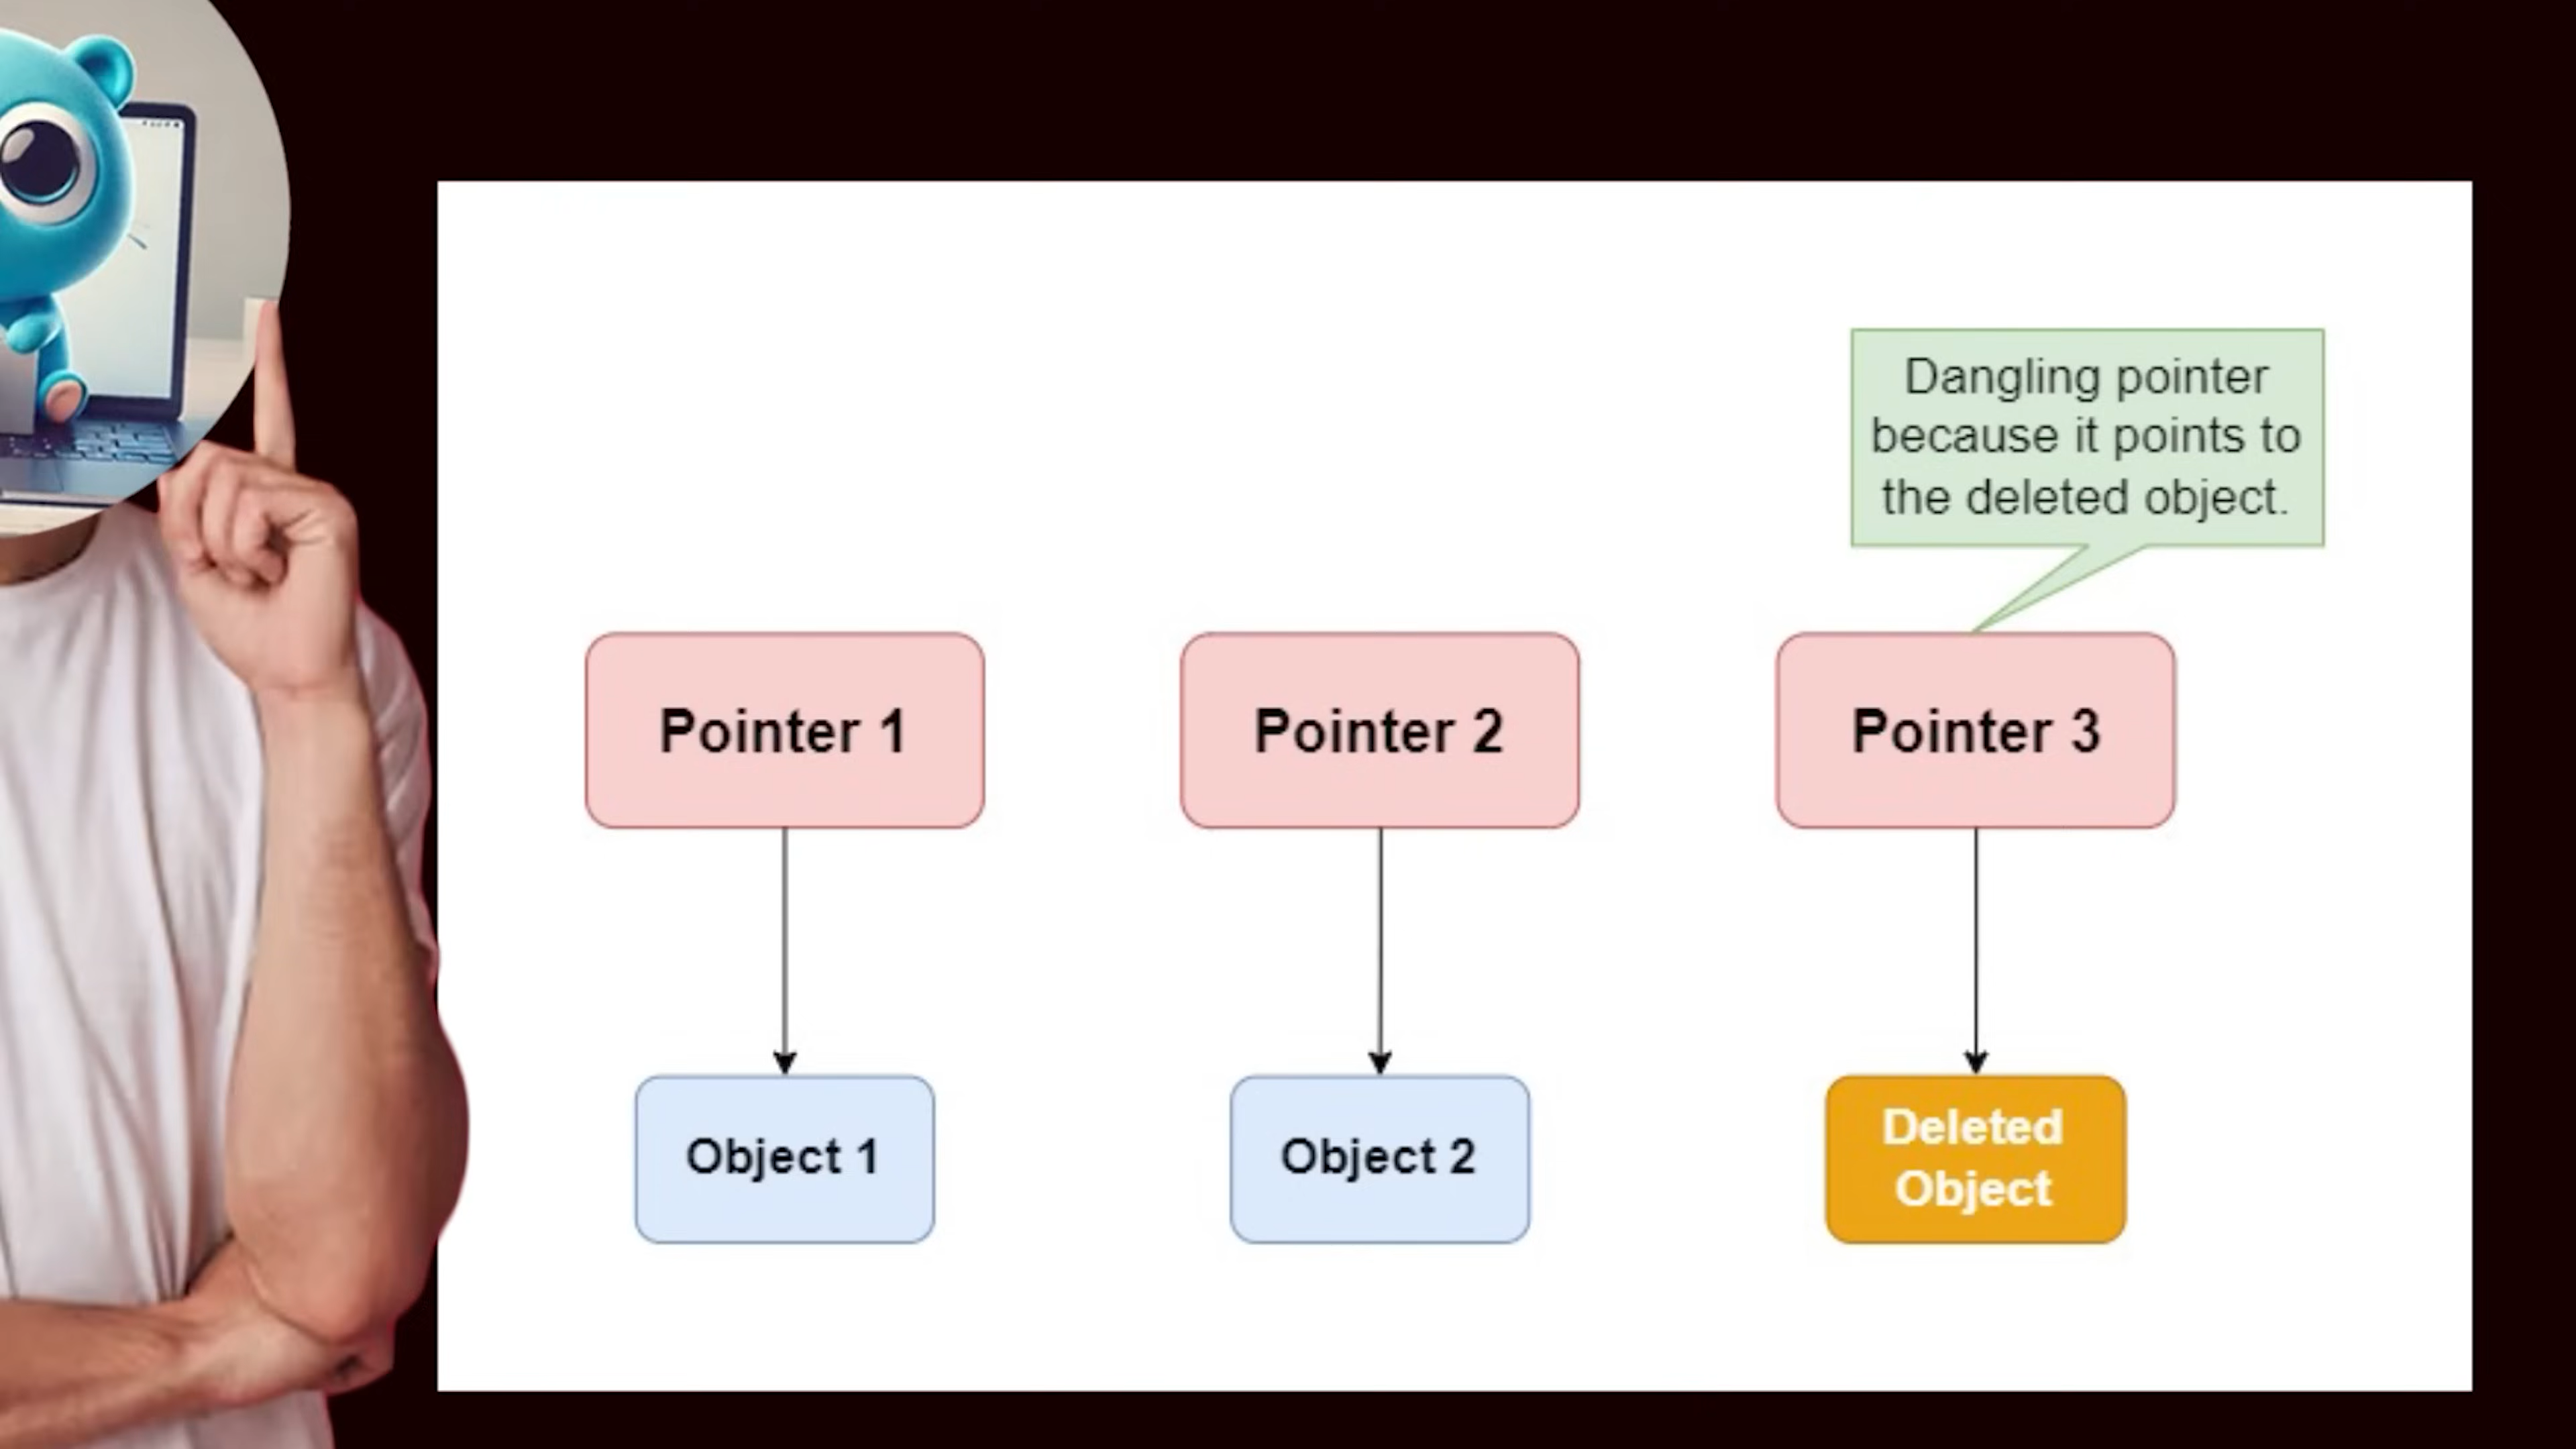 Dangling pointer
because it points to
the deleted object.
Pointer 1
Pointer 2
Pointer 3
Object 1
Object 2
Deleted
Object